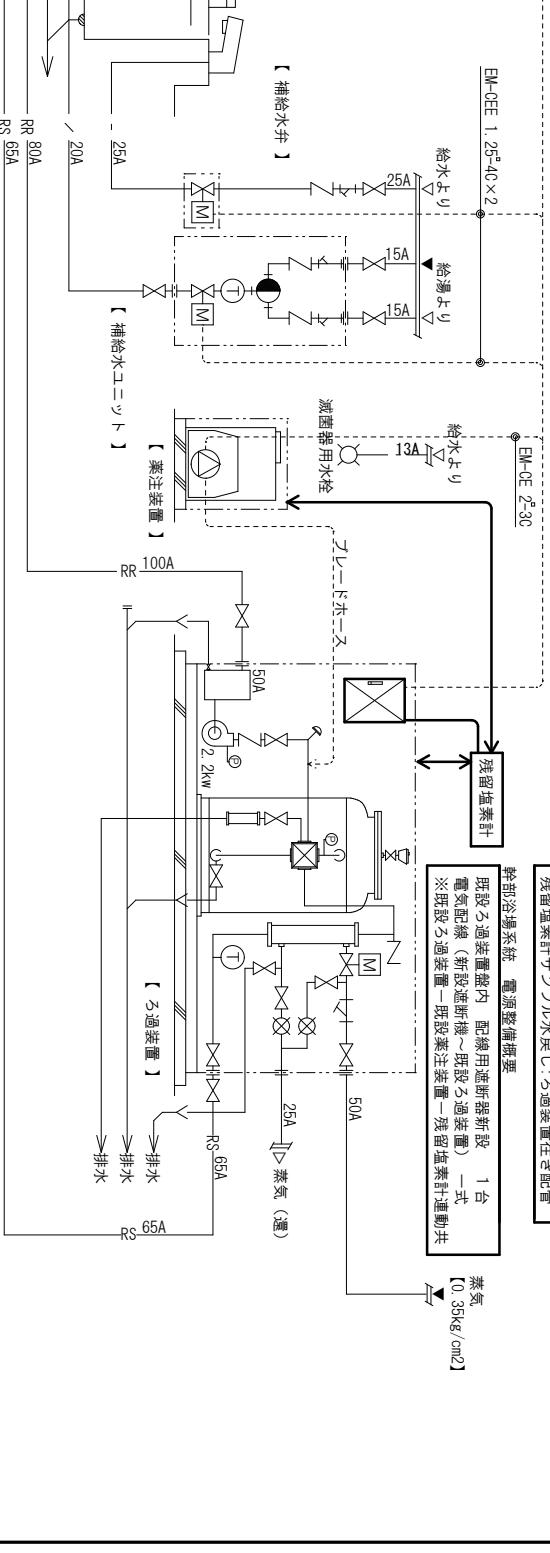 EM-CEE 1.25□-4C×2
給水より
給湯より
25A
15A
15A
【 補給水弁 】
M
25A
20A
RR 80A
RS 65A
T
M
【 補給水ユニット 】
EM-CE 2□-3C
給水より
13A
滅菌器用水栓
【 薬注装置 】
ブレードホース
RR 100A
50A
2.2kw
P
P
残留塩素計
残留塩素計サンプル水戻し:ろ過装置住き配管
幹部浴場系統 電源整備概要
既設ろ過装置盤内 配線用遮断器新設 1台
電気配線(新設遮断機~既設ろ過装置) 一式
※既設ろ過装置ー既設薬注装置ー残留塩素計連動共
M
T
【 ろ過装置 】
排水
排水
排水
RS 65A
RS 65A
25A
蒸気(還)
50A
蒸気
【0.35kg/cm2】